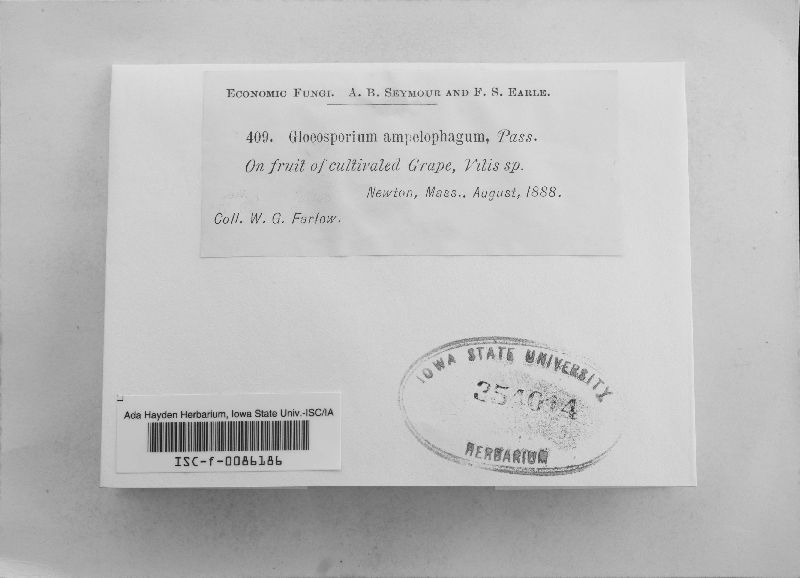 Economic Fungi. A. B. Seymour and F. S. Earle.
409. Gloeosporium ampelophagum, Pass.
On fruit of cultivated Grape, Vitis sp.
Newton, Mass., August, 1888.
Coll. W. G. Farlow.
IOWA STATE UNIVERSITY
354014
HERBARIUM
Ada Hayden Herbarium, Iowa State Univ.-ISC/IA
ISC-f-0086186